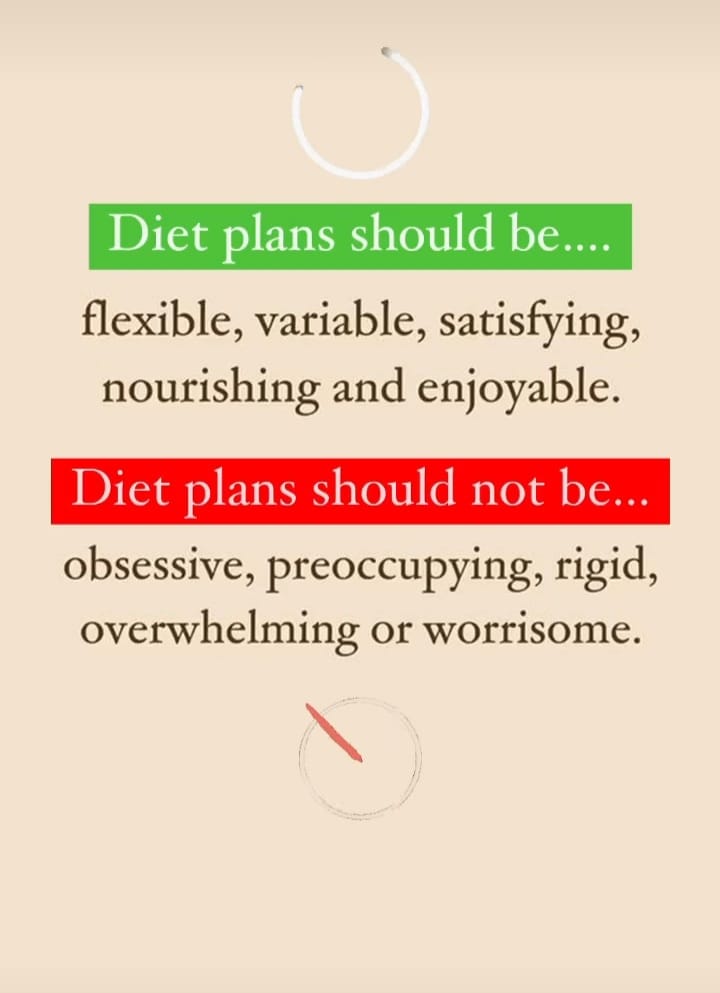 Diet plans should be....
flexible, variable, satisfying,
nourishing and enjoyable.
Diet plans should not be...
obsessive, preoccupying, rigid,
overwhelming or worrisome.